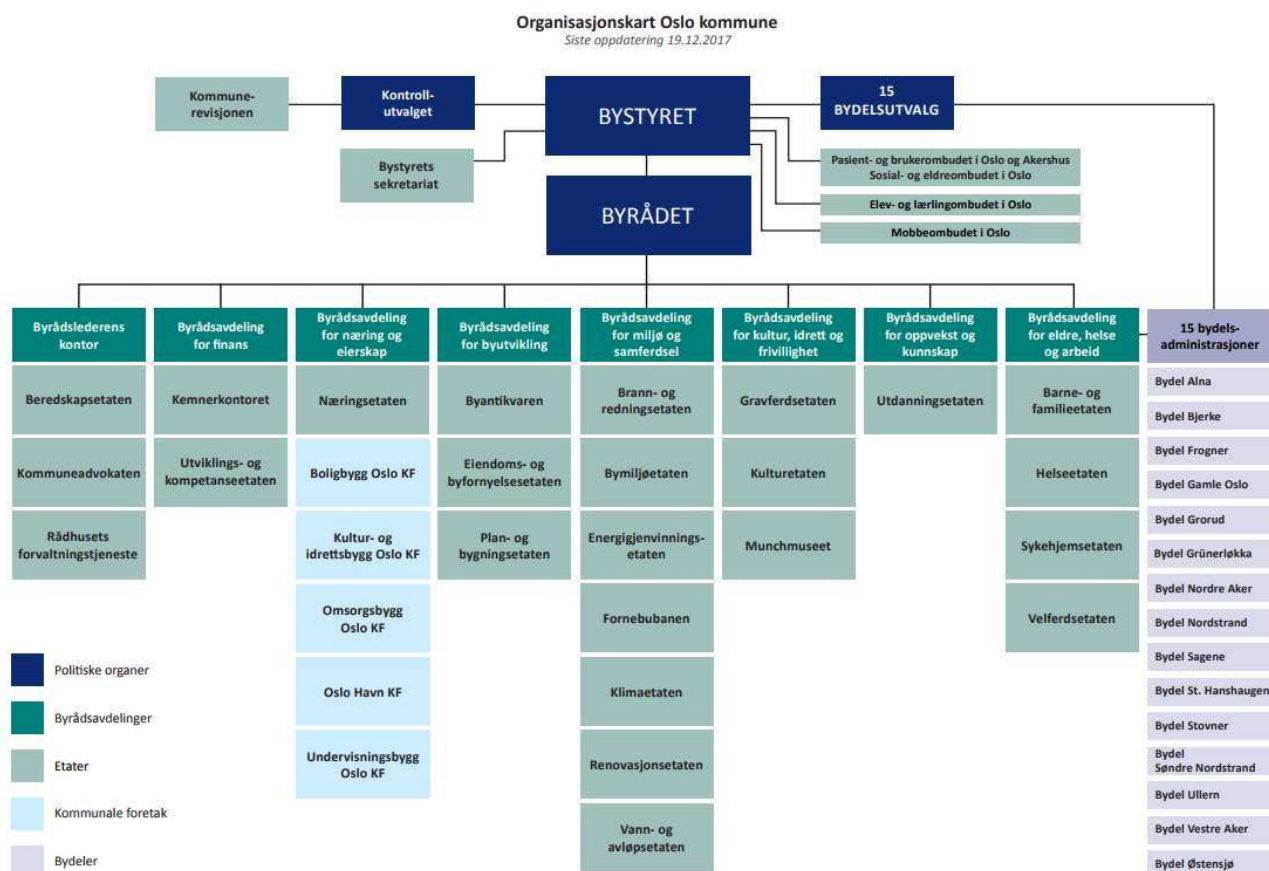 Organisasjonskart Oslo kommune
Siste oppdatering 19.12.2017
Kommune-
revisjonen
Kontroll-
utvalget
BYSTYRET
15
BYDELSUTVALG
Bystyrets
sekretariat
Pasient- og brukerombudet i Oslo og Akershus
Sosial- og eldreombudet i Oslo
Elev- og lærlingombudet i Oslo
Mobbeombudet i Oslo
BYRÅDET
Byrådslederens
kontor
Beredskapsetaten
Kommuneadvokaten
Rådhusets
forvaltningstjeneste
Byrådsavdeling
for finans
Kemnerkontoret
Utviklings- og
kompetanseetaten
Byrådsavdeling
for næring og
eierskap
Næringsetaten
Boligbygg Oslo KF
Kultur- og
idrettsbygg Oslo KF
Omsorgsbygg
Oslo KF
Oslo Havn KF
Undervisningsbygg
Oslo KF
Byrådsavdeling
for byutvikling
Byantikvaren
Eiendoms- og
byfornyelsesetaten
Plan- og
bygningsetaten
Byrådsavdeling
for miljø og
samferdsel
Brann- og
redningsetaten
Bymiljøetaten
Energigjenvinnings-
etaten
Fornebubanen
Klimaetaten
Renovasjonsetaten
Vann- og
avløpsetaten
Byrådsavdeling
for kultur, idrett og
frivillighet
Gravferdsetaten
Kulturetaten
Munchmuseet
Byrådsavdeling
for oppvekst og
kunnskap
Utdanningsetaten
Byrådsavdeling
for eldre, helse
og arbeid
Barne- og
familieetaten
Helseetaten
Sykehjemsetaten
Velferdsetaten
15 bydels-
administrasjoner
Bydel Alna
Bydel Bjerke
Bydel Frogner
Bydel Gamle Oslo
Bydel Grorud
Bydel Grünerløkka
Bydel Nordre Aker
Bydel Nordstrand
Bydel Sagene
Bydel St. Hanshaugen
Bydel Stovner
Bydel
Søndre Nordstrand
Bydel Ullern
Bydel Vestre Aker
Bydel Østensjø
Politiske organer
Byrådsavdelinger
Etater
Kommunale foretak
Bydeler